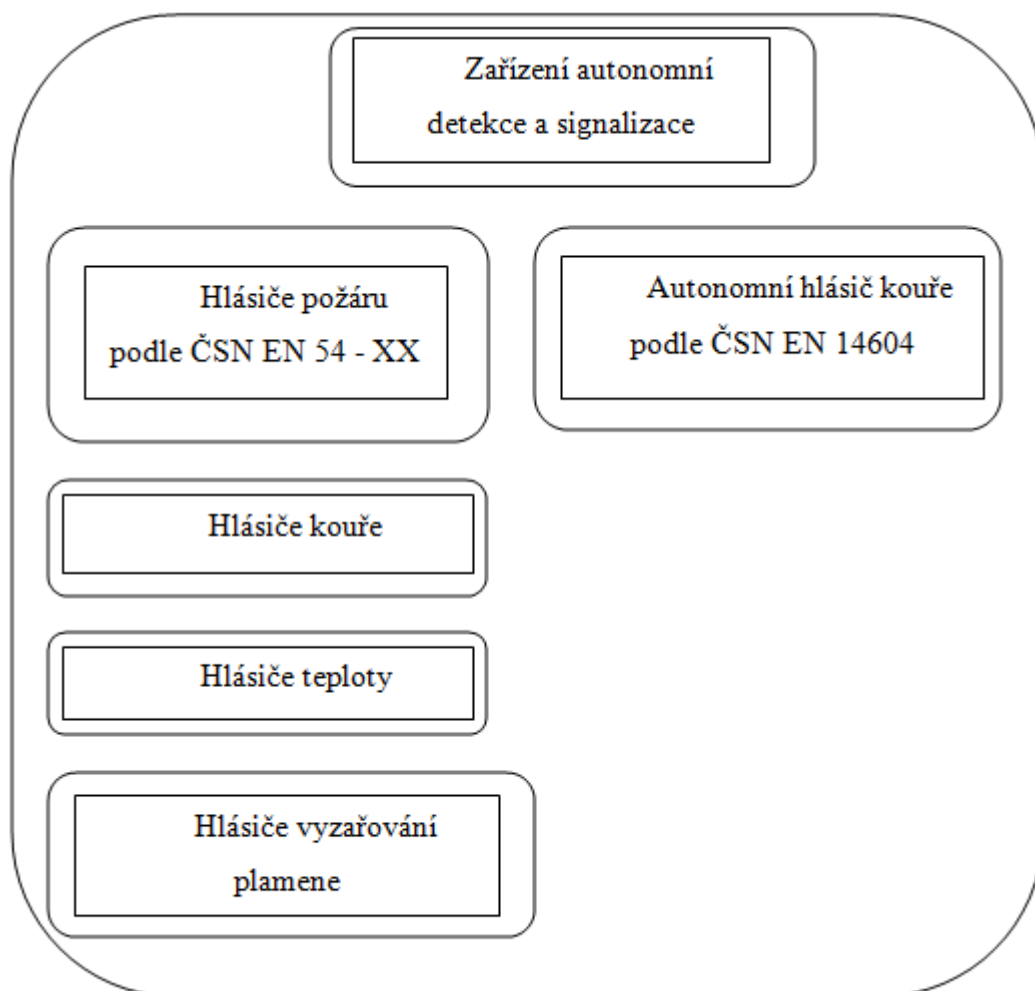 Zařízení autonomní
detekce a signalizace
Hlásiče požáru
podle ČSN EN 54 - XX
Autonomní hlásič kouře
podle ČSN EN 14604
Hlásiče kouře
Hlásiče teploty
Hlásiče vyzařování
plamene